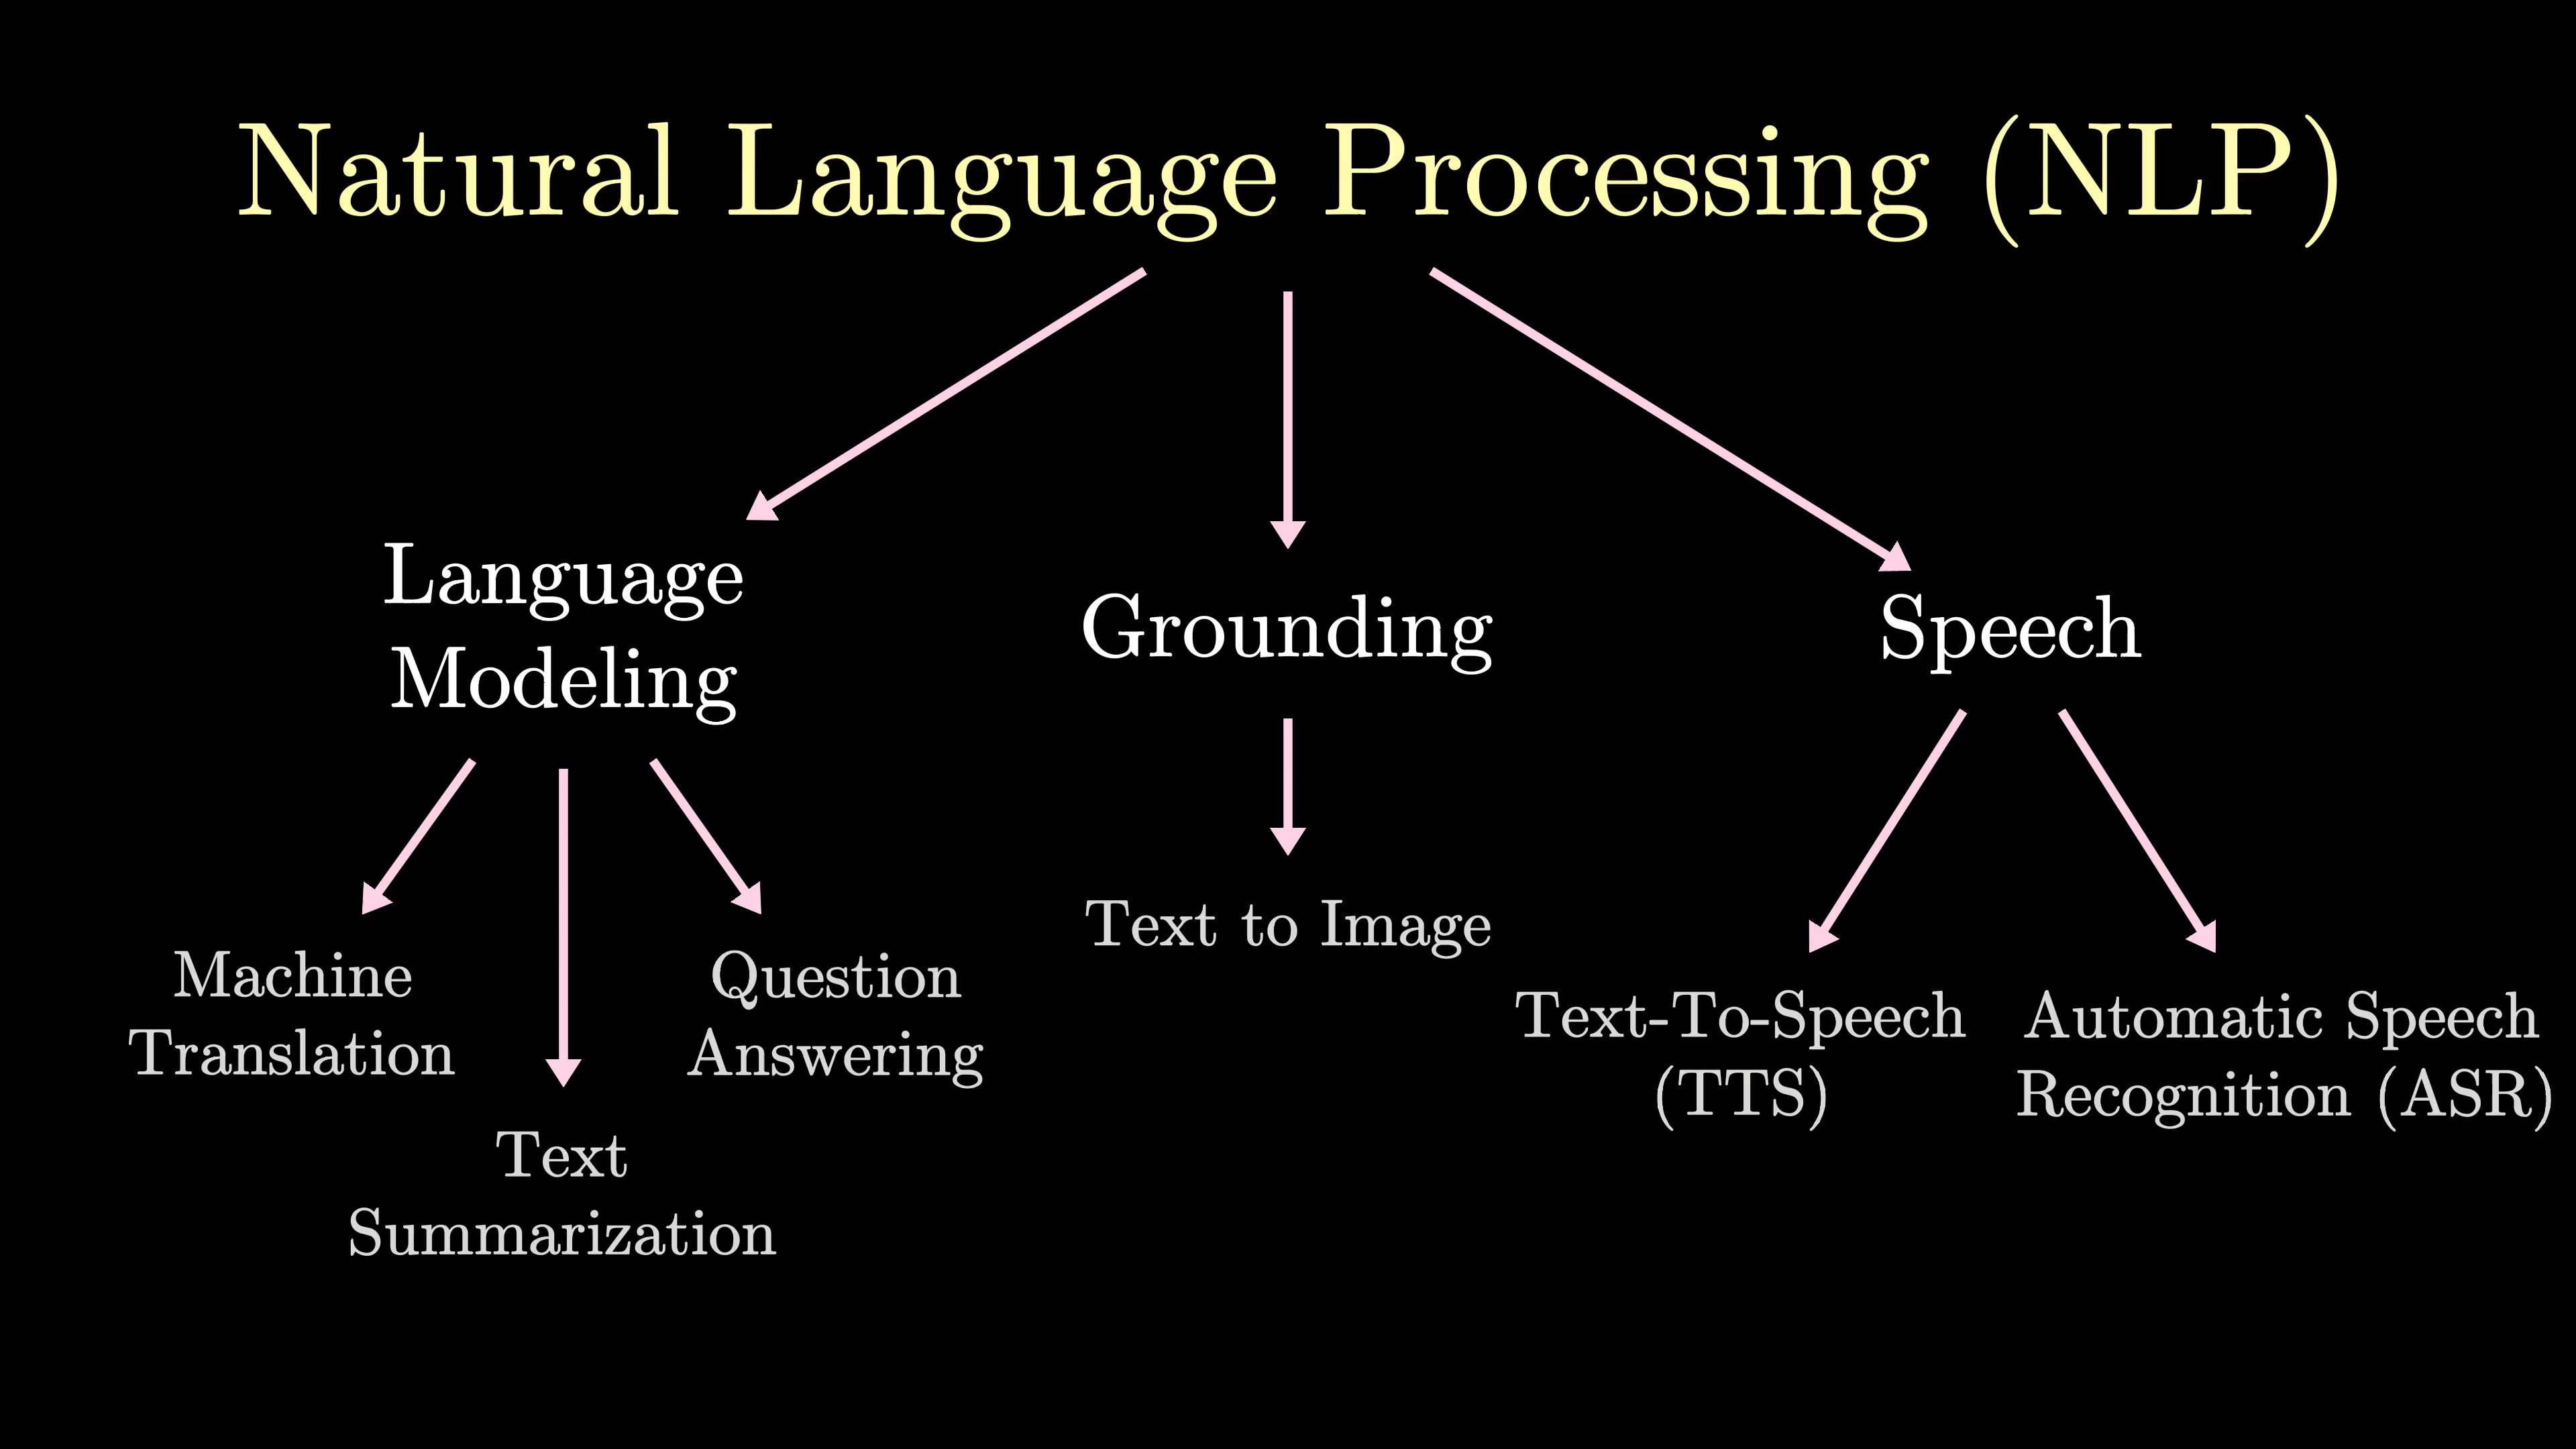 Natural Language Processing (NLP)
Language
Modeling
Grounding
Speech
Machine
Translation
Text
Summarization
Question
Answering
Text to Image
Text-To-Speech
(TTS)
Automatic Speech
Recognition (ASR)